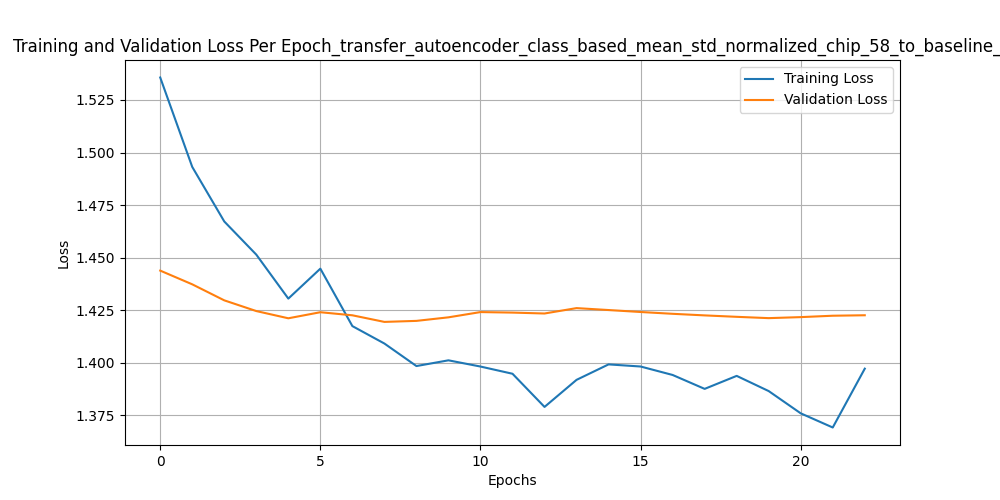 Training and Validation Loss Per Epoch_transfer_autoencoder_class_based_mean_std_normalized_chip_58_to_baseline_
Training Loss
Validation Loss
1.525
1.500
1.475
1.450
1.425
1.400
1.375
Loss
0 5 10 15 20
Epochs